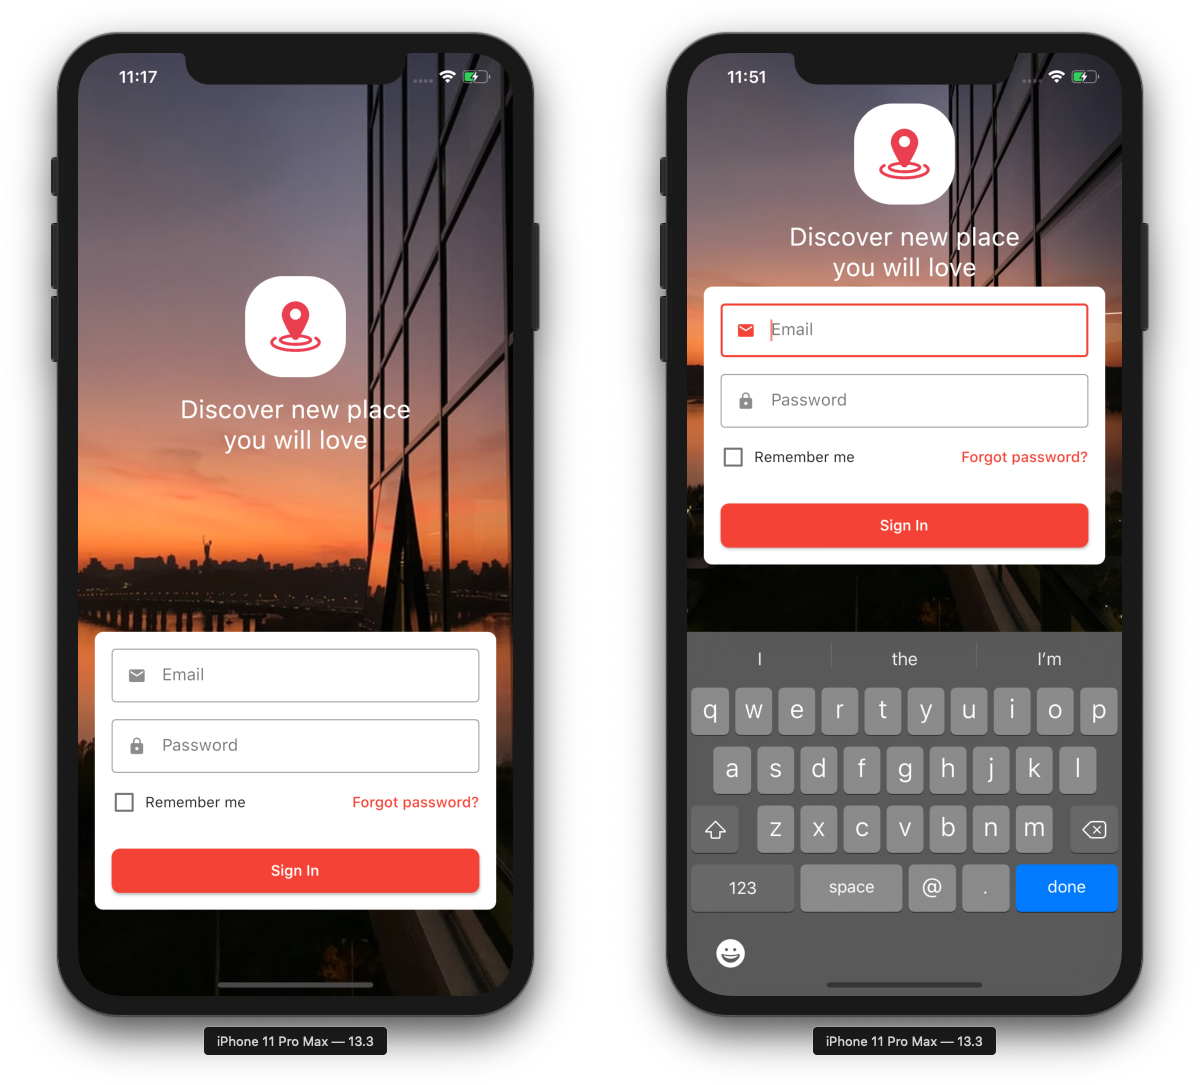 11:17
Discover new place
you will love
Email
Password
Remember me
Forgot password?
Sign In
iPhone 11 Pro Max — 13.3
11:51
Discover new place
you will love
Email
Password
Remember me
Forgot password?
Sign In
I the I’m
q w e r t y u i o p
a s d f g h j k l
z x c v b n m
123 space @ . done
iPhone 11 Pro Max — 13.3